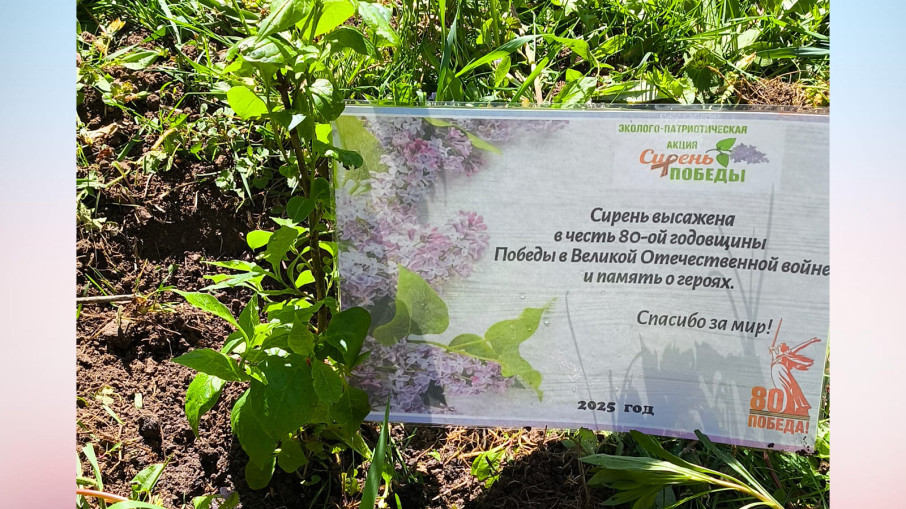 ЭКОЛОГО-ПАТРИОТИЧЕСКАЯ
АКЦИЯ
Сирень
ПОБЕДЫ
Сирень высажена
в честь 80-ой годовщины
Победы в Великой Отечественной войне
и память о героях.
Спасибо за мир!
2025 год
80
ПОБЕДА!